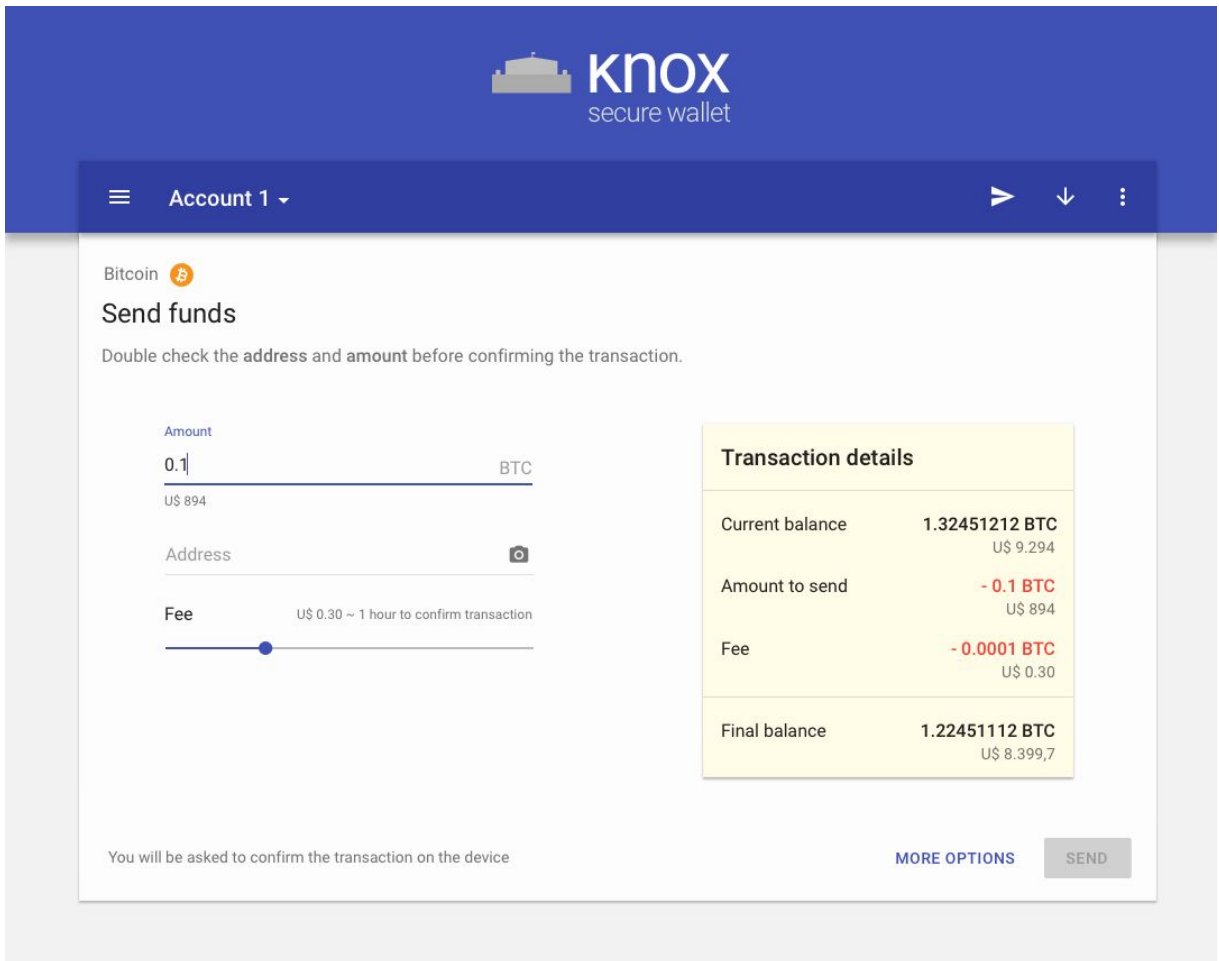 knox
secure wallet
Account 1
Bitcoin
Send funds
Double check the address and amount before confirming the transaction.
Amount
0.1 BTC
U$ 894
Address
Fee U$ 0.30 ~ 1 hour to confirm transaction
Transaction details
Current balance 1.32451212 BTC
U$ 9.294
Amount to send - 0.1 BTC
U$ 894
Fee - 0.0001 BTC
U$ 0.30
Final balance 1.22451112 BTC
U$ 8.399,7
You will be asked to confirm the transaction on the device MORE OPTIONS SEND